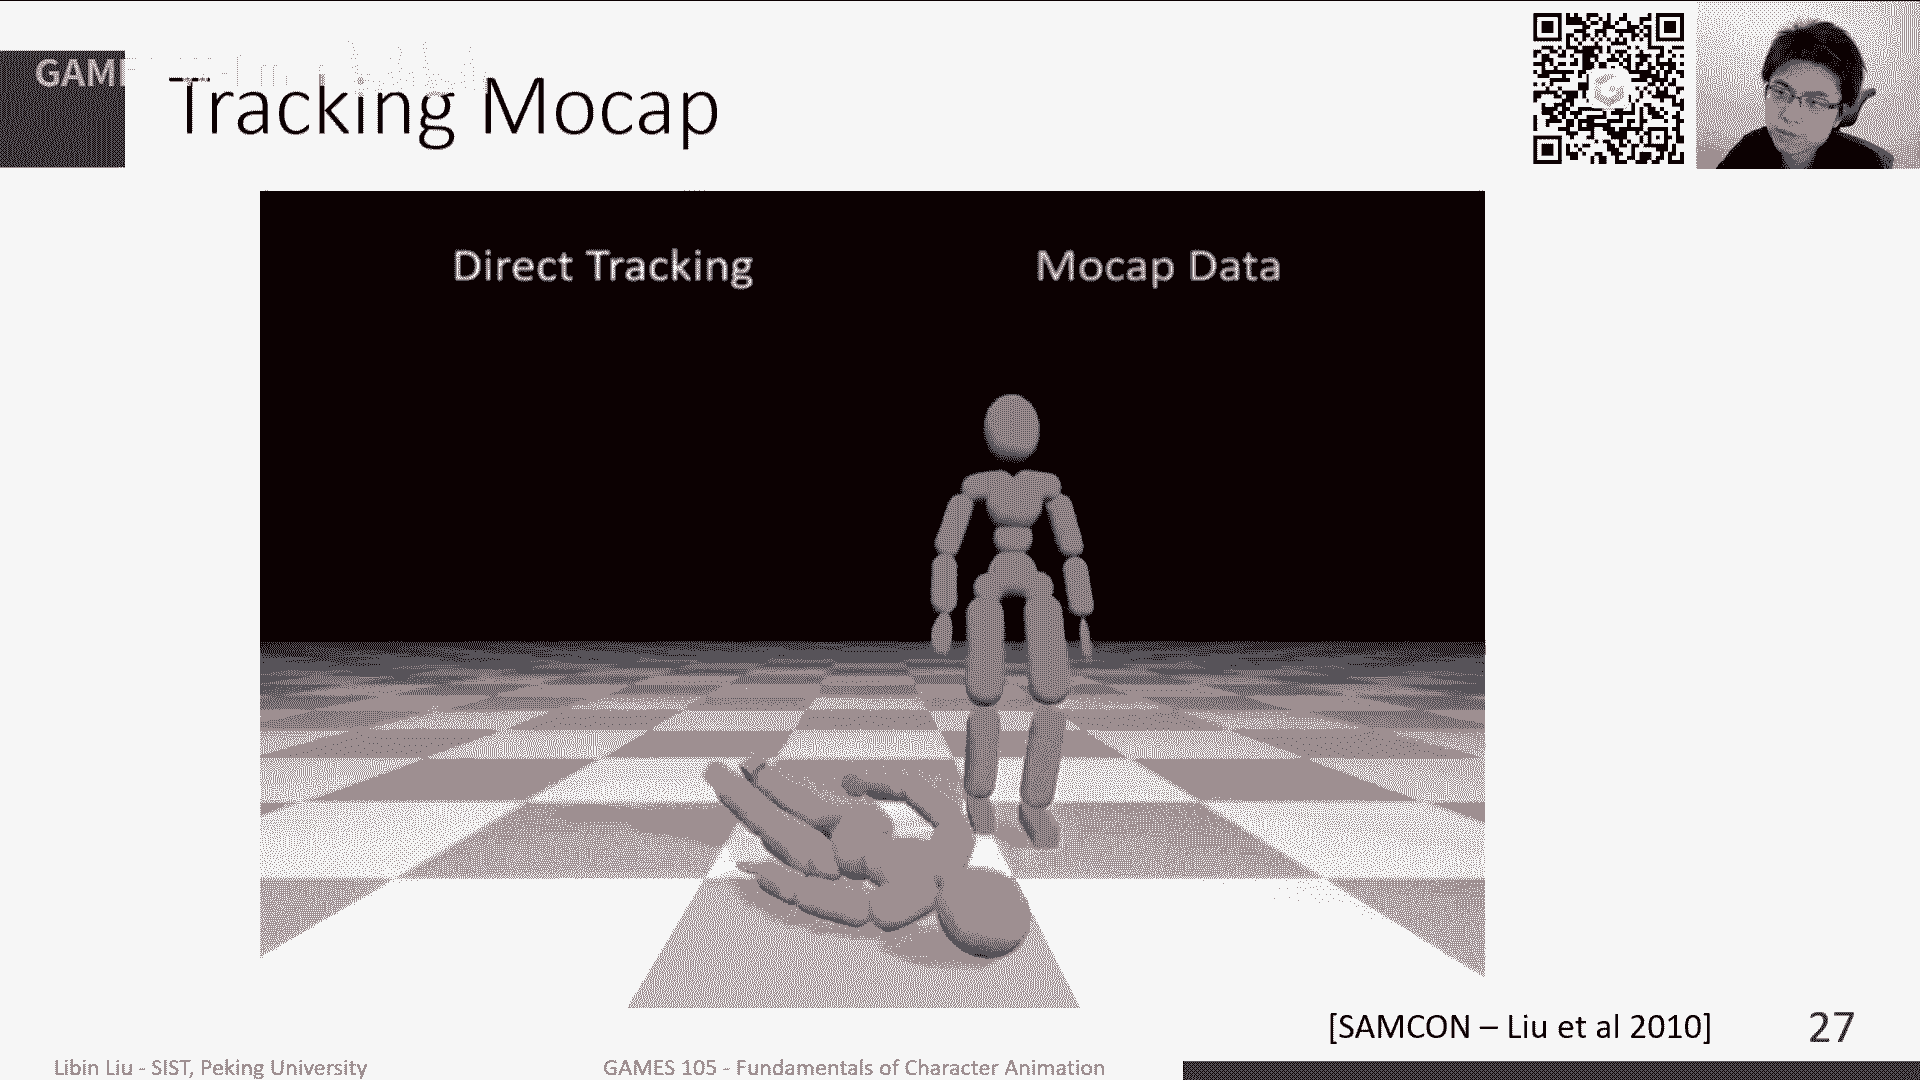 GAM
Tracking Mocap
Direct Tracking
Mocap Data
[SAMCON – Liu et al 2010]
27
Libin Liu - SIST, Peking University
GAMES 105 - Fundamentals of Character Animation